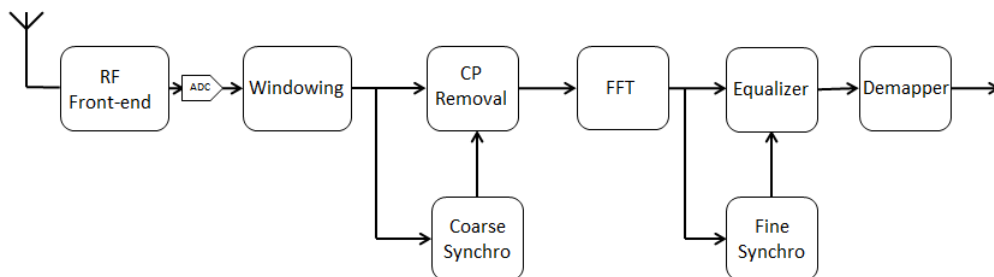 RF
Front-end
ADC
Windowing
CP
Removal
FFT
Equalizer
Demapper
Coarse
Synchro
Fine
Synchro